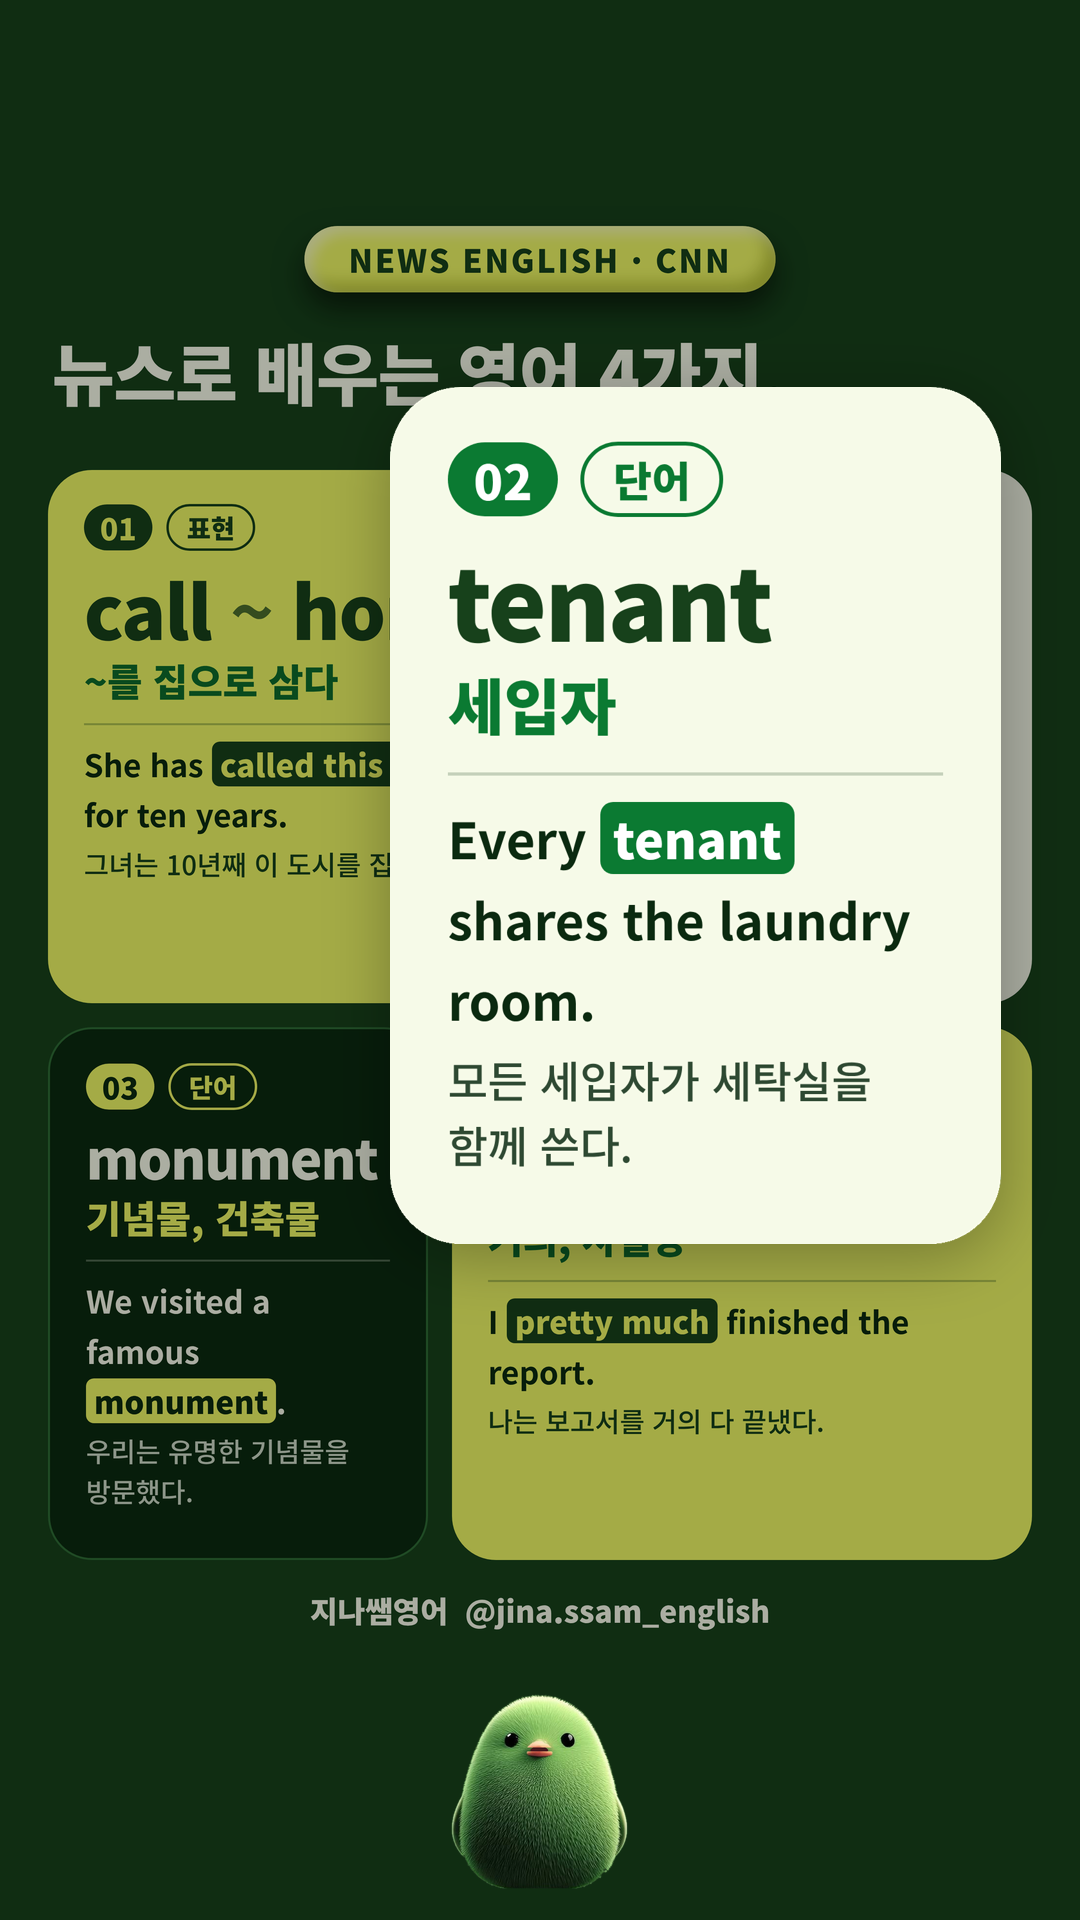 NEWS ENGLISH · CNN
뉴스로 배우는 영어 4가지
01 표현
call ~
~를 집으로 삼다
She has called this
for ten years.
그녀는 10년째 이 도시를
02 단어
tenant
세입자
Every tenant
shares the laundry
room.
모든 세입자가 세탁실을
함께 쓴다.
03 단어
monument
기념물, 건축물
We visited a
famous
monument.
우리는 유명한 기념물을
방문했다.
I pretty much finished the
report.
나는 보고서를 거의 다 끝냈다.
지나쌤영어 @jina.ssam_english